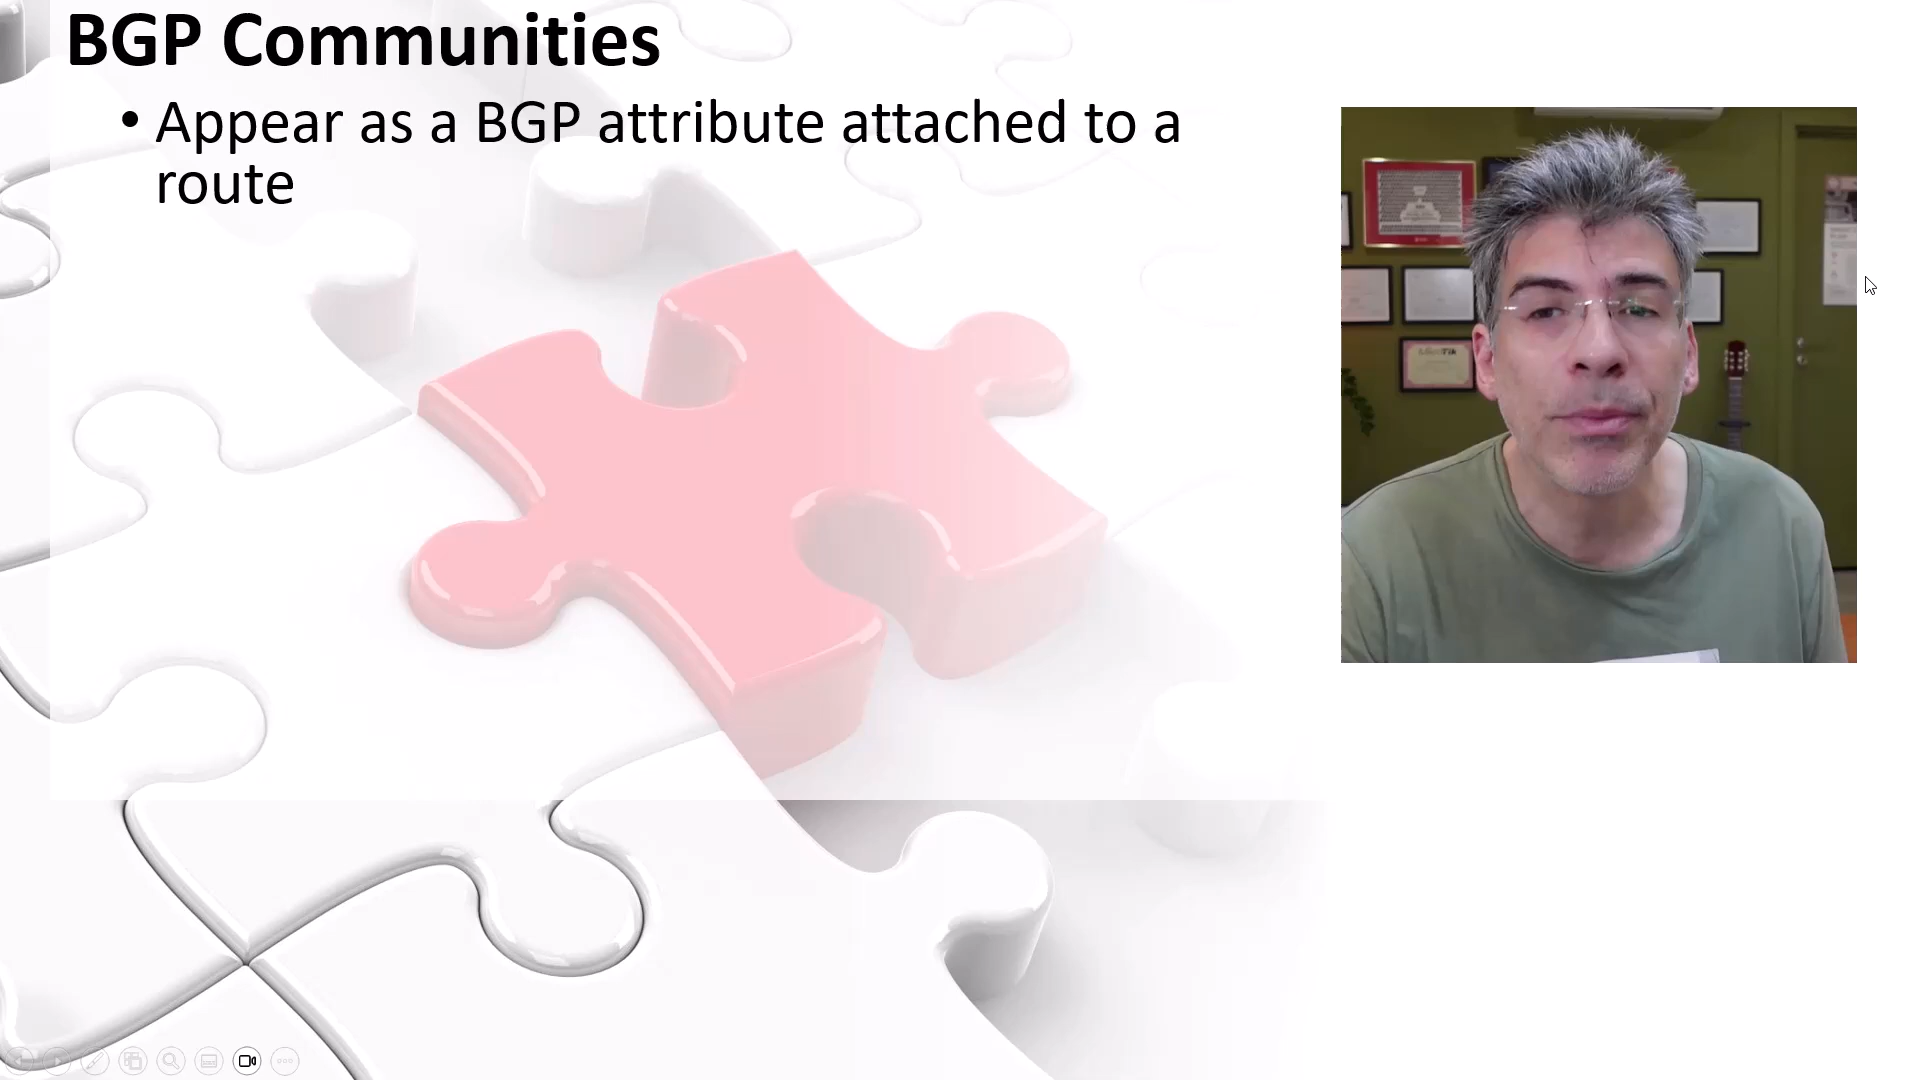 BGP Communities
• Appear as a BGP attribute attached to a
route